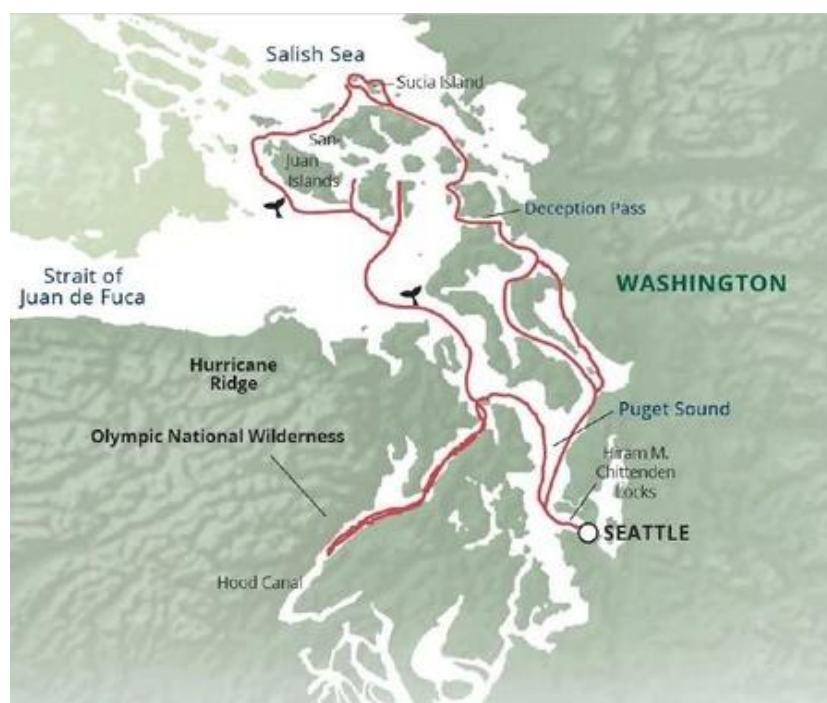 Salish Sea
Sucia Island
San
Juan
Islands
Deception Pass
Strait of
Juan de Fuca
WASHINGTON
Hurricane
Ridge
Puget Sound
Olympic National Wilderness
Hiram M.
Chittenden
Locks
SEATTLE
Hood Canal